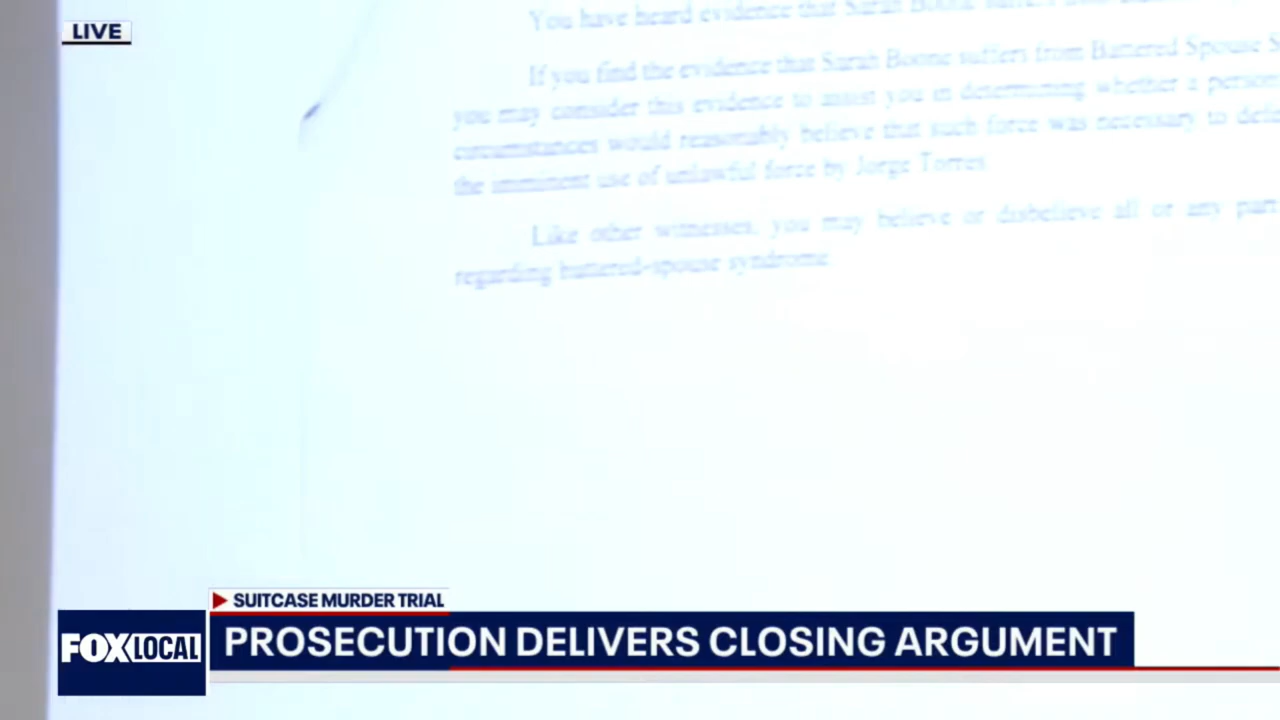 LIVE
You have heard evidence that Sarah Boone suffers from
If you find the evidence that Sarah Boone suffers from Battered Spouse S
you may consider this evidence to assist you in determining whether a person
circumstances would reasonably believe that such force was necessary to defe
the imminent use of unlawful force by Jorge Torres
Like other witnesses, you may believe or disbelieve all or any part
regarding battered-spouse syndrome.
SUITCASE MURDER TRIAL
FOX LOCAL
PROSECUTION DELIVERS CLOSING ARGUMENT